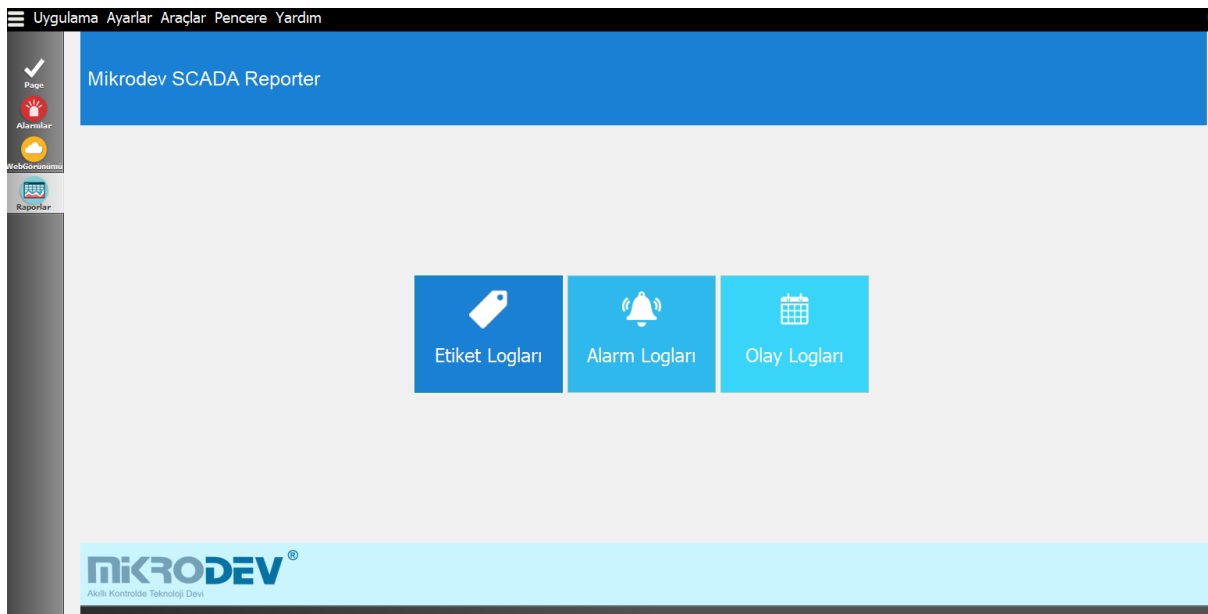 Uygulama Ayarlar Araçlar Pencere Yardım
Page
Alarmlar
WebGörünümü
Raporlar
Mikrodev SCADA Reporter
Etiket Logları
Alarm Logları
Olay Logları
MiKRODEV®
Akıllı Kontrolde Teknoloji Devi